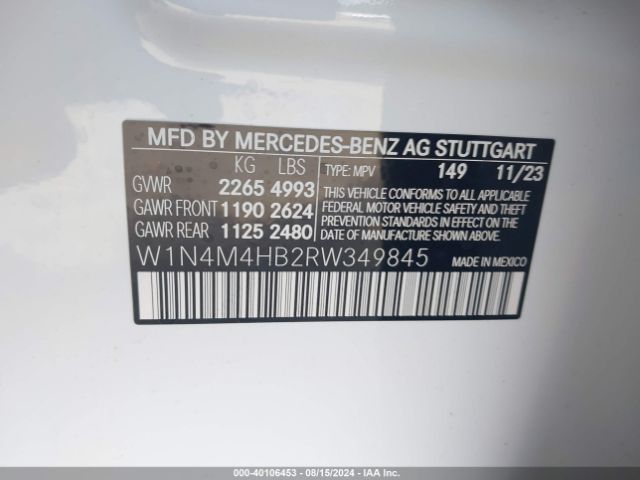 MFD BY MERCEDES-BENZ AG STUTTGART
KG LBS TYPE: MPV 149 11/23
GVWR 2265 4993
GAWR FRONT 1190 2624
GAWR REAR 1125 2480
THIS VEHICLE CONFORMS TO ALL APPLICABLE
FEDERAL MOTOR VEHICLE SAFETY AND THEFT
PREVENTION STANDARDS IN EFFECT ON THE
DATE OF MANUFACTURE SHOWN ABOVE.
W1N4M4HB2RW349845 MADE IN MEXICO
000-40106453 - 08/15/2024 - IAA Inc.